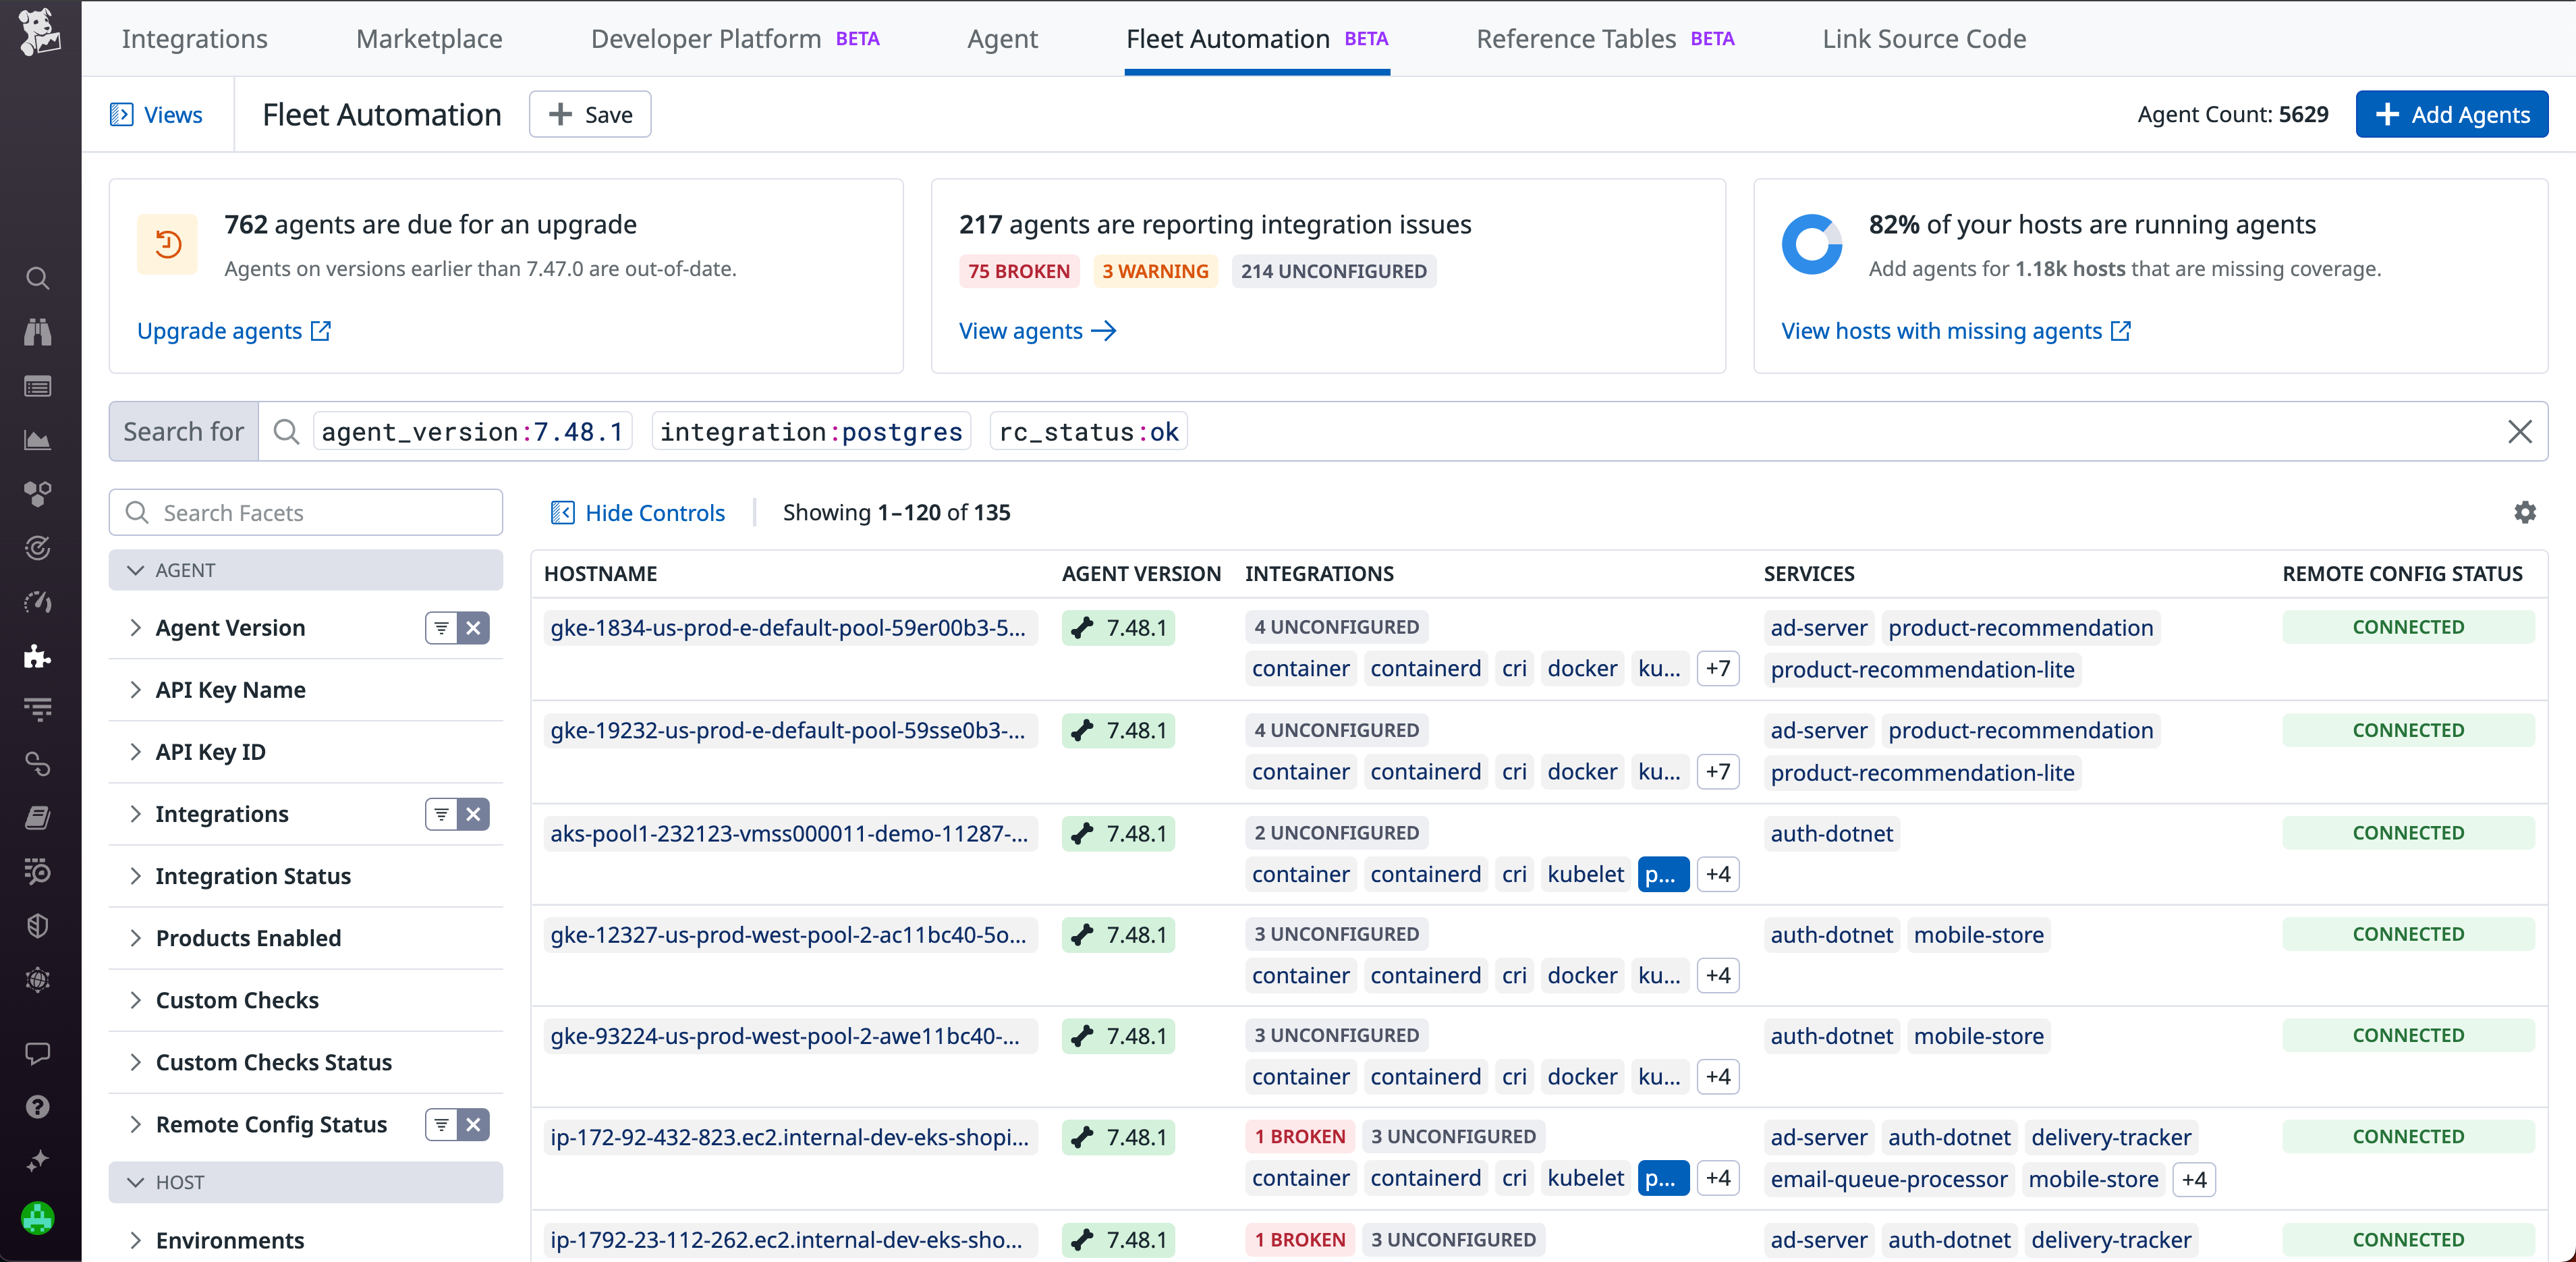 Integrations Marketplace Developer Platform BETA Agent Fleet Automation BETA Reference Tables BETA Link Source Code
Views Fleet Automation Save Agent Count: 5629 Add Agents
762 agents are due for an upgrade
Agents on versions earlier than 7.47.0 are out-of-date.
Upgrade agents
217 agents are reporting integration issues
75 BROKEN 3 WARNING 214 UNCONFIGURED
View agents
82% of your hosts are running agents
Add agents for 1.18k hosts that are missing coverage.
View hosts with missing agents
Search for agent_version:7.48.1 integration:postgres rc_status:ok
Search Facets
AGENT
Agent Version
API Key Name
API Key ID
Integrations
Integration Status
Products Enabled
Custom Checks
Custom Checks Status
Remote Config Status
HOST
Environments
Hide Controls Showing 1–120 of 135
HOSTNAME AGENT VERSION INTEGRATIONS SERVICES REMOTE CONFIG STATUS
gke-1834-us-prod-e-default-pool-59er00b3-5... 7.48.1 4 UNCONFIGURED ad-server product-recommendation CONNECTED
container containerd cri docker ku... +7 product-recommendation-lite
gke-19232-us-prod-e-default-pool-59sse0b3-... 7.48.1 4 UNCONFIGURED ad-server product-recommendation CONNECTED
container containerd cri docker ku... +7 product-recommendation-lite
aks-pool1-232123-vmss000011-demo-11287-... 7.48.1 2 UNCONFIGURED auth-dotnet CONNECTED
container containerd cri kubelet p... +4
gke-12327-us-prod-west-pool-2-ac11bc40-5o... 7.48.1 3 UNCONFIGURED auth-dotnet mobile-store CONNECTED
container containerd cri docker ku... +4
gke-93224-us-prod-west-pool-2-awe11bc40-... 7.48.1 3 UNCONFIGURED auth-dotnet mobile-store CONNECTED
container containerd cri docker ku... +4
ip-172-92-432-823.ec2.internal-dev-eks-shopi... 7.48.1 1 BROKEN 3 UNCONFIGURED ad-server auth-dotnet delivery-tracker CONNECTED
container containerd cri kubelet p... +4 email-queue-processor mobile-store +4
ip-1792-23-112-262.ec2.internal-dev-eks-sho... 7.48.1 1 BROKEN 3 UNCONFIGURED ad-server auth-dotnet delivery-tracker CONNECTED